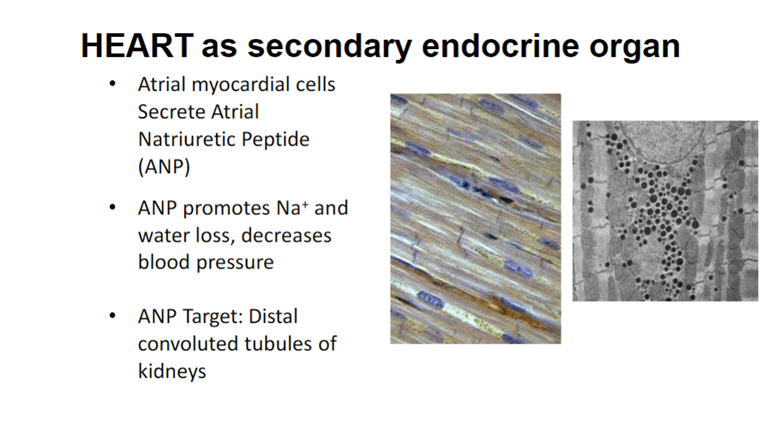 HEART as secondary endocrine organ
• Atrial myocardial cells
Secrete Atrial
Natriuretic Peptide
(ANP)
• ANP promotes Na⁺ and
water loss, decreases
blood pressure
• ANP Target: Distal
convoluted tubules of
kidneys